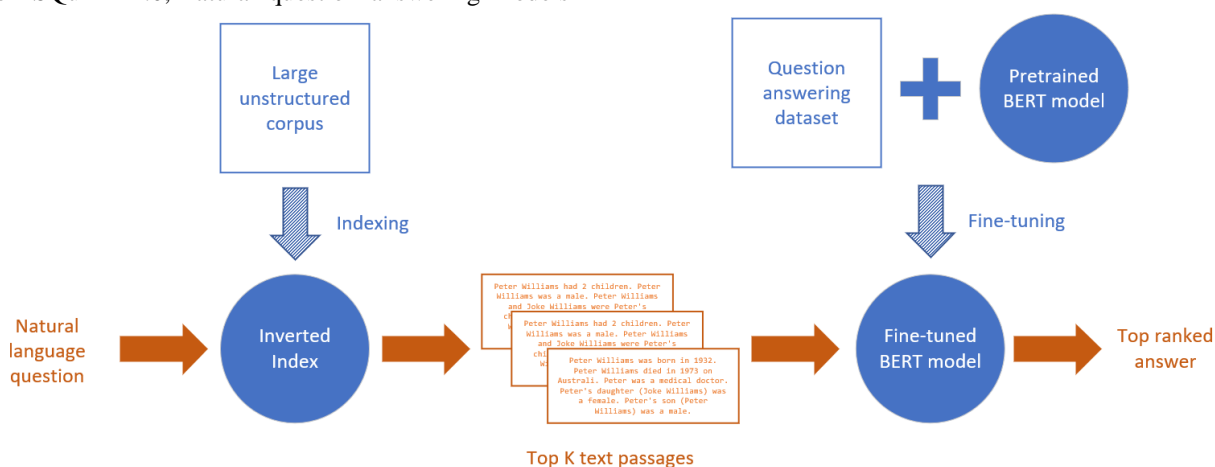 Large
unstructured
corpus
Question
answering
dataset
Pretrained
BERT model
Indexing
Fine-tuning
Natural
language
question
Inverted
Index
Peter Williams had 2 children. Peter
Williams was a male. Peter Williams
and Joke Williams were Peter's
Peter Williams had 2 children. Peter
Williams was a male. Peter Williams
and Joke Williams were Peter's
Peter Williams was born in 1932.
Peter Williams died in 1973 on
Australi. Peter was a medical doctor.
Peter's daughter (Joke Williams) was
a female. Peter's son (Peter
Williams) was a male.
Fine-tuned
BERT model
Top ranked
answer
Top K text passages